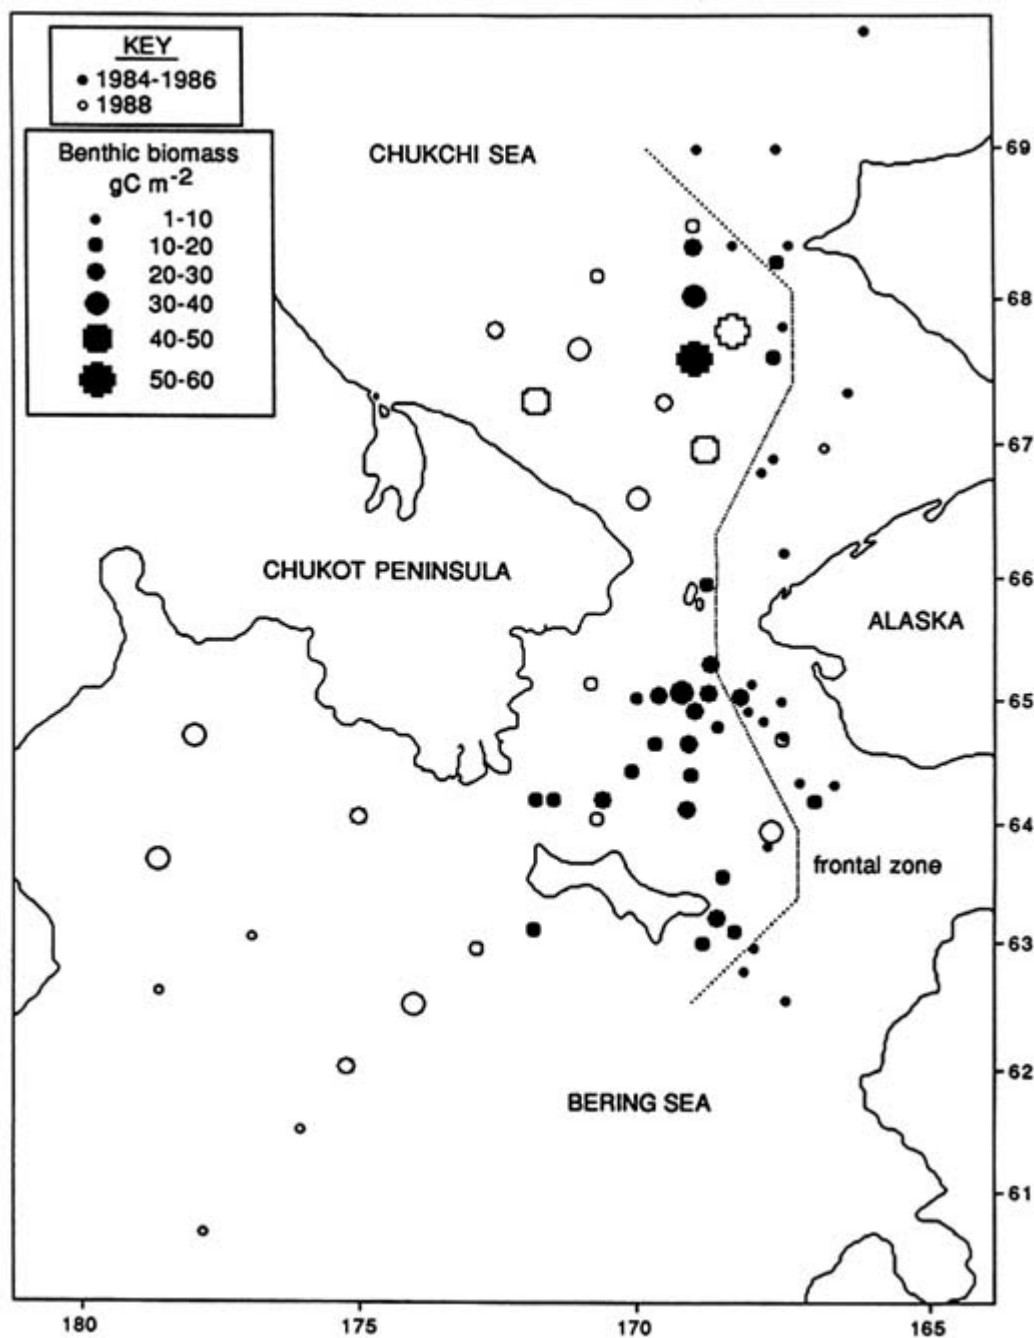 KEY
1984-1986
1988
Benthic biomass
gC m-2
1-10
10-20
20-30
30-40
40-50
50-60
CHUKCHI SEA
69
68
67
CHUKOT PENINSULA
66
ALASKA
65
64
frontal zone
63
62
BERING SEA
61
180 175 170 165